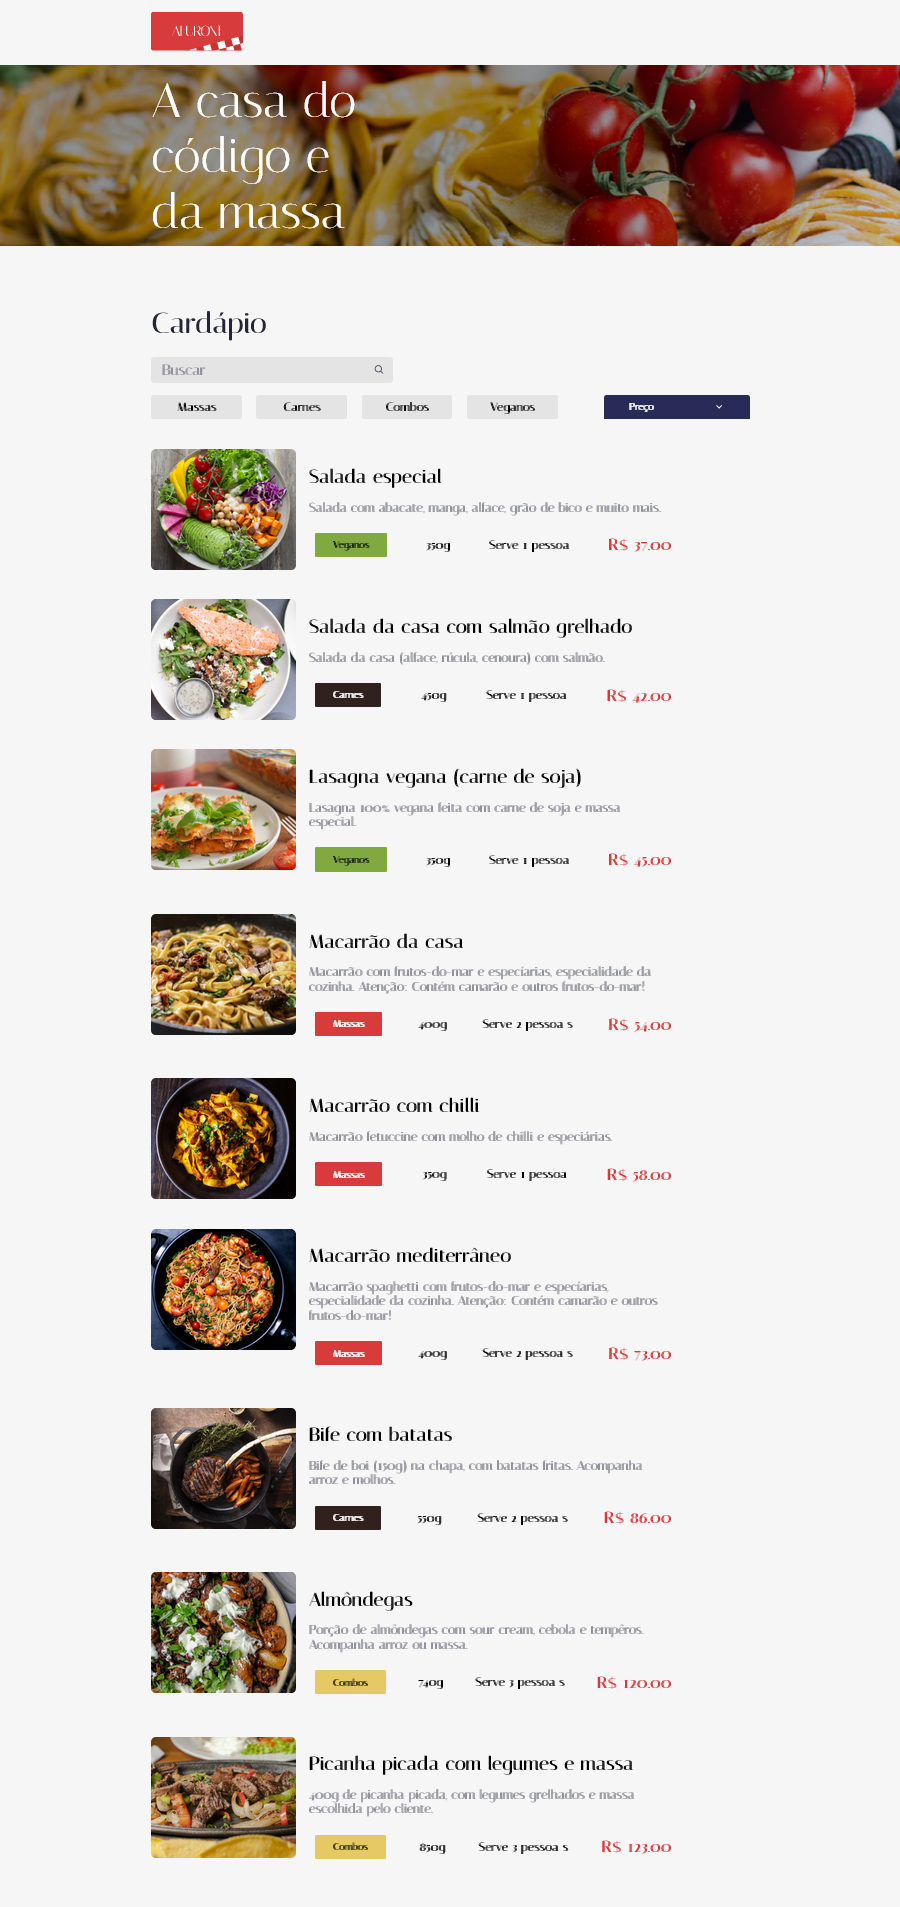 ALURONI
A casa do
código e
da massa
Cardápio
Buscar
Massas Carnes Combos Veganos Preço
Salada especial
Salada com abacate, manga, alface, grão de bico e muito mais.
Veganos 350g Serve 1 pessoa R$ 37.00
Salada da casa com salmão grelhado
Salada da casa (alface, rúcula, cenoura) com salmão.
Carnes 450g Serve 1 pessoa R$ 42.00
Lasagna vegana (carne de soja)
Lasagna 100% vegana feita com carne de soja e massa
especial.
Veganos 350g Serve 1 pessoa R$ 45.00
Macarrão da casa
Macarrão com frutos-do-mar e especíarias, especialidade da
cozinha. Atenção: Contém camarão e outros frutos-do-mar!
Massas 400g Serve 2 pessoa s R$ 54.00
Macarrão com chilli
Macarrão fetuccine com molho de chilli e especiárias.
Massas 350g Serve 1 pessoa R$ 58.00
Macarrão mediterrâneo
Macarrão spaghetti com frutos-do-mar e especíarias,
especialidade da cozinha. Atenção: Contém camarão e outros
frutos-do-mar!
Massas 400g Serve 2 pessoa s R$ 73.00
Bife com batatas
Bife de boi (150g) na chapa, com batatas fritas. Acompanha
arroz e molhos.
Carnes 550g Serve 2 pessoa s R$ 86.00
Almôndegas
Porção de almôndegas com sour cream, cebola e tempêros.
Acompanha arroz ou massa.
Combos 740g Serve 3 pessoa s R$ 120.00
Picanha picada com legumes e massa
400g de picanha picada, com legumes grelhados e massa
escolhida pelo cliente.
Combos 850g Serve 3 pessoa s R$ 123.00